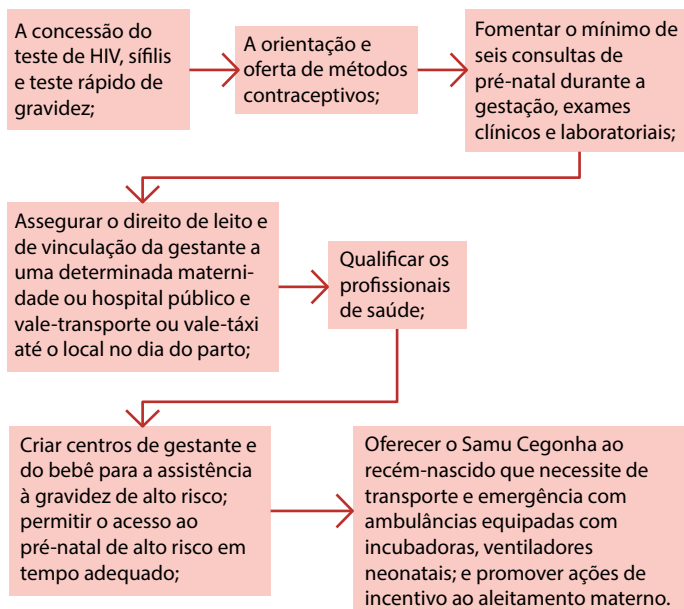 A concessão do
teste de HIV, sífilis
e teste rápido de
gravidez;
A orientação e
oferta de métodos
contraceptivos;
Fomentar o mínimo de
seis consultas de
pré-natal durante a
gestação, exames
clínicos e laboratoriais;
Assegurar o direito de leito e
de vinculação da gestante a
uma determinada materni-
dade ou hospital público e
vale-transporte ou vale-táxi
até o local no dia do parto;
Qualificar os
profissionais
de saúde;
Criar centros de gestante e
do bebê para a assistência
à gravidez de alto risco;
permitir o acesso ao
pré-natal de alto risco em
tempo adequado;
Oferecer o Samu Cegonha ao
recém-nascido que necessite de
transporte e emergência com
ambulâncias equipadas com
incubadoras, ventiladores
neonatais; e promover ações de
incentivo ao aleitamento materno.